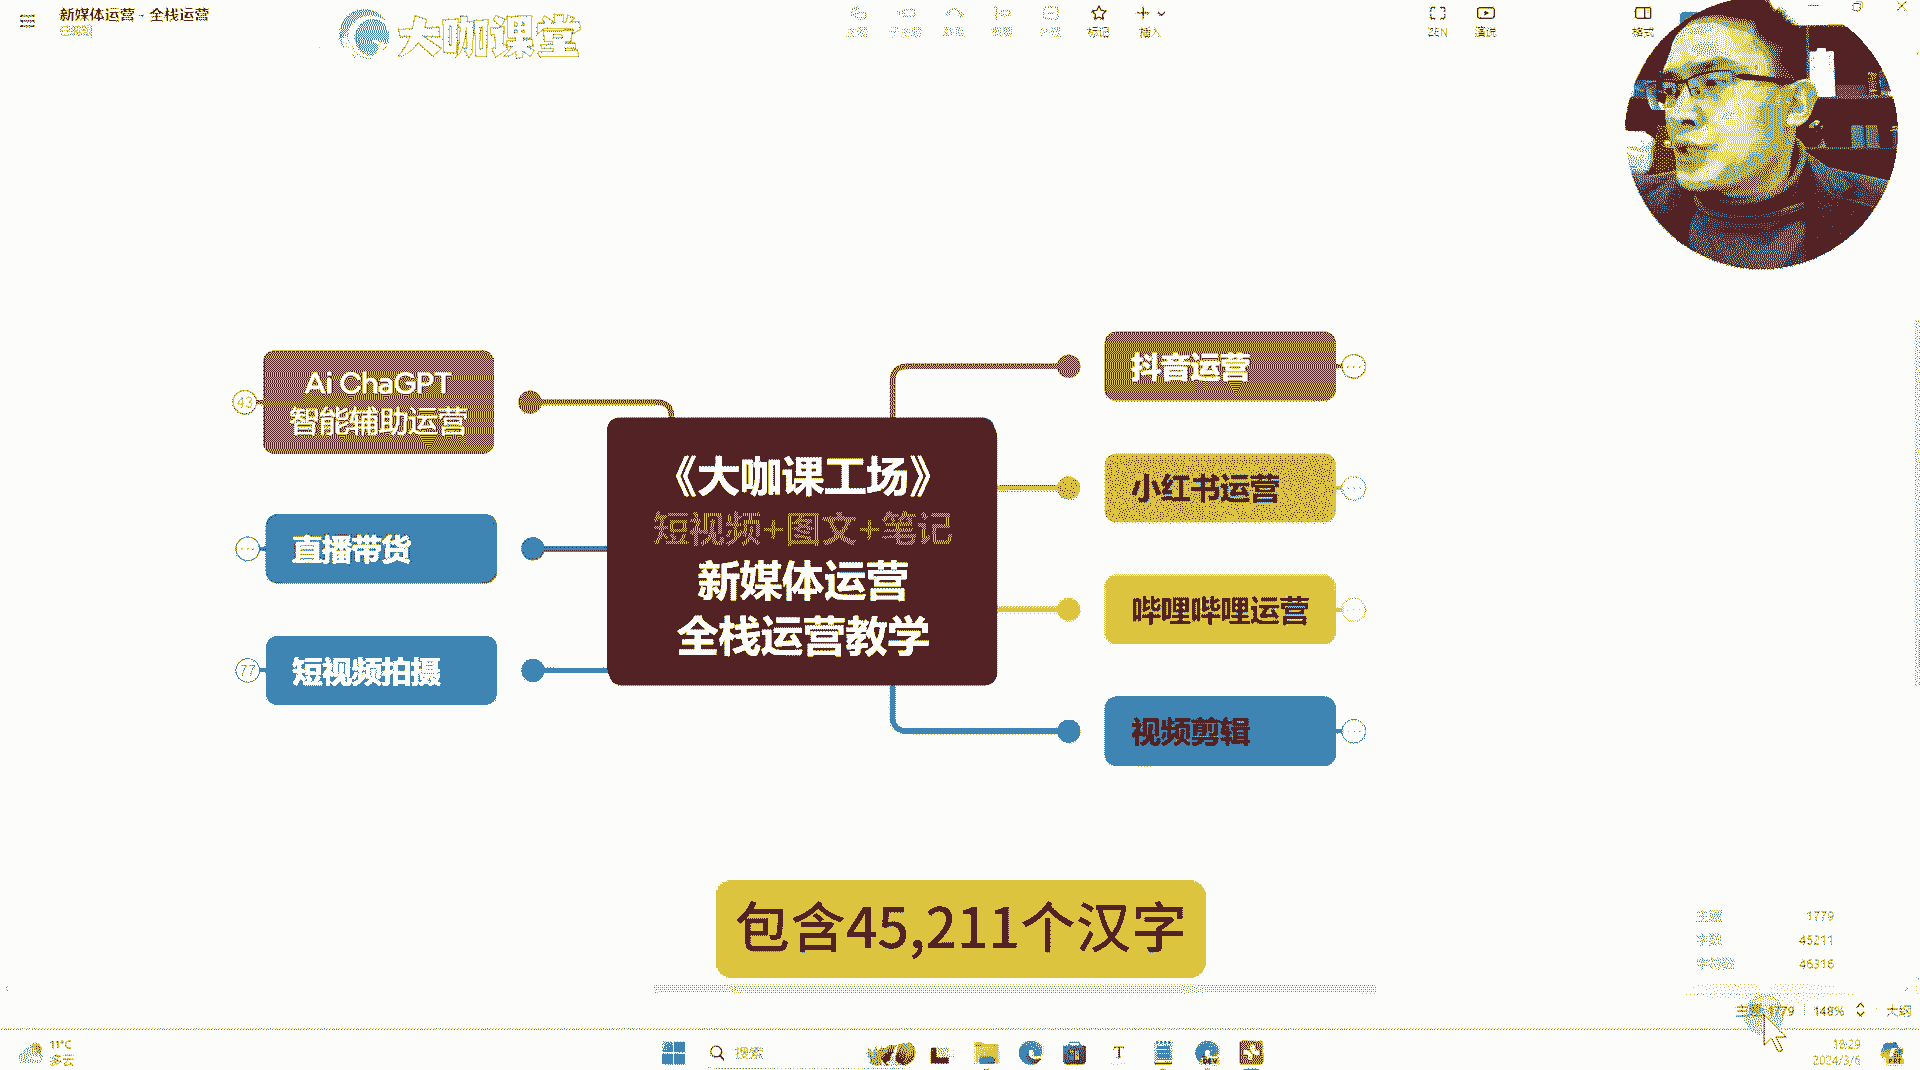 新媒体运营 - 全栈运营
大咖课堂
标记
插入
ZEN
演说
格式
Ai ChaGPT
智能辅助运营
43
直播带货
短视频拍摄
77
《大咖课工场》
短视频+图文+笔记
新媒体运营
全栈运营教学
抖音运营
小红书运营
哔哩哔哩运营
视频剪辑
包含45,211个汉字
主题 1779
字数 45211
字符数 46316
148%
大纲
11°C
多云
搜索
18:29
2024/3/6